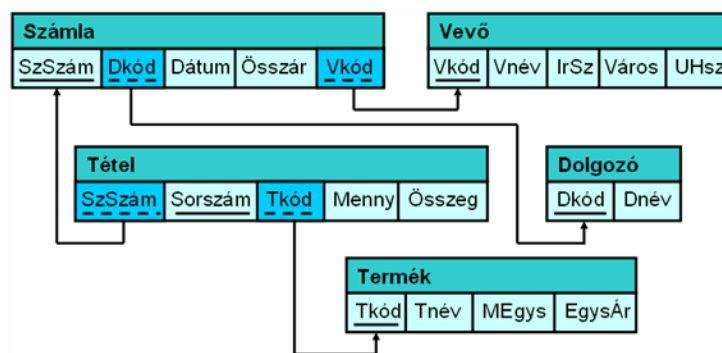 Számla
SzSzám Dkód Dátum Összár Vkód
Vevő
Vkód Vnév IrSz Város UHsz
Tétel
SzSzám Sorszám Tkód Menny Összeg
Dolgozó
Dkód Dnév
Termék
Tkód Tnév MEgys EgysÁr